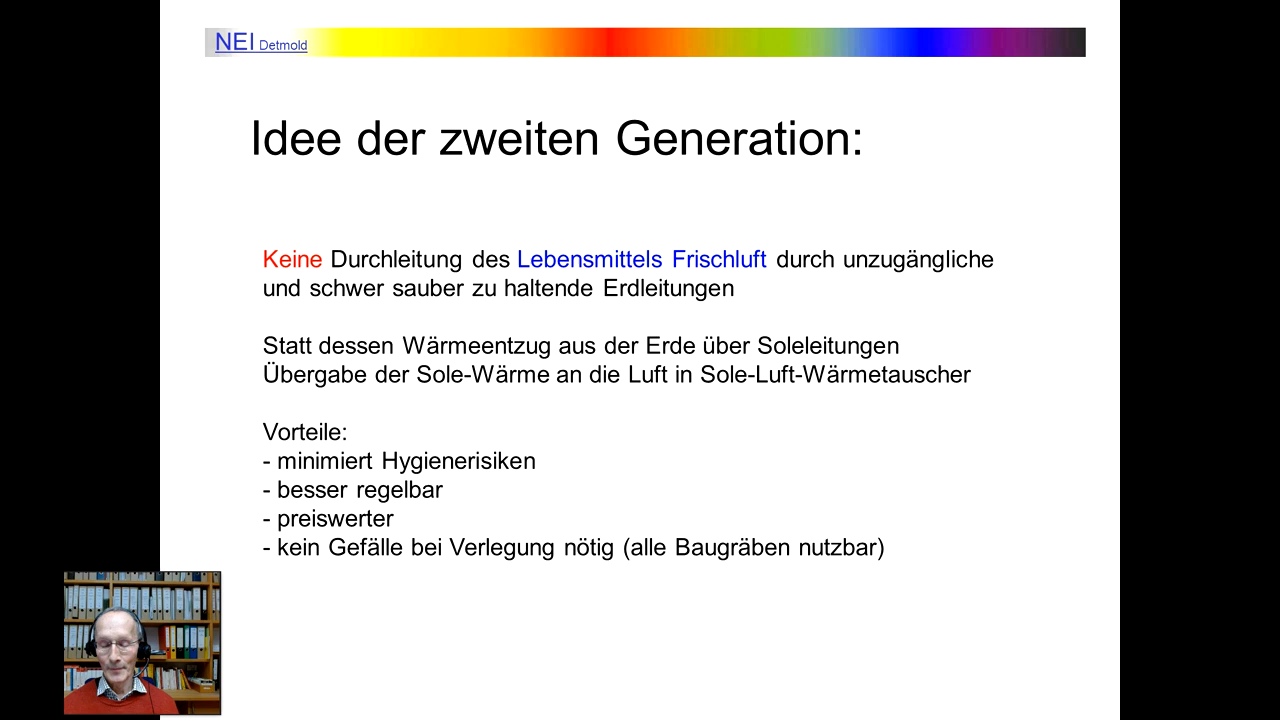 NEI Detmold
Idee der zweiten Generation:
Keine Durchleitung des Lebensmittels Frischluft durch unzugängliche
und schwer sauber zu haltende Erdleitungen
Statt dessen Wärmeentzug aus der Erde über Soleleitungen
Übergabe der Sole-Wärme an die Luft in Sole-Luft-Wärmetauscher
Vorteile:
- minimiert Hygienerisiken
- besser regelbar
- preiswerter
- kein Gefälle bei Verlegung nötig (alle Baugräben nutzbar)